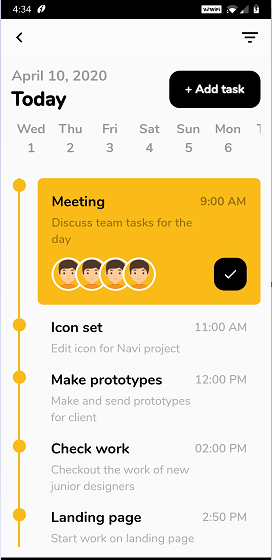 4:34
VoWiFi
April 10, 2020
Today
+ Add task
Wed Thu Fri Sat Sun Mon T
1 2 3 4 5 6
Meeting 9:00 AM
Discuss team tasks for the
day
Icon set 11:00 AM
Edit icon for Navi project
Make prototypes 12:00 PM
Make and send prototypes
for client
Check work 02:00 PM
Checkout the work of new
junior designers
Landing page 2:50 PM
Start work on landing page